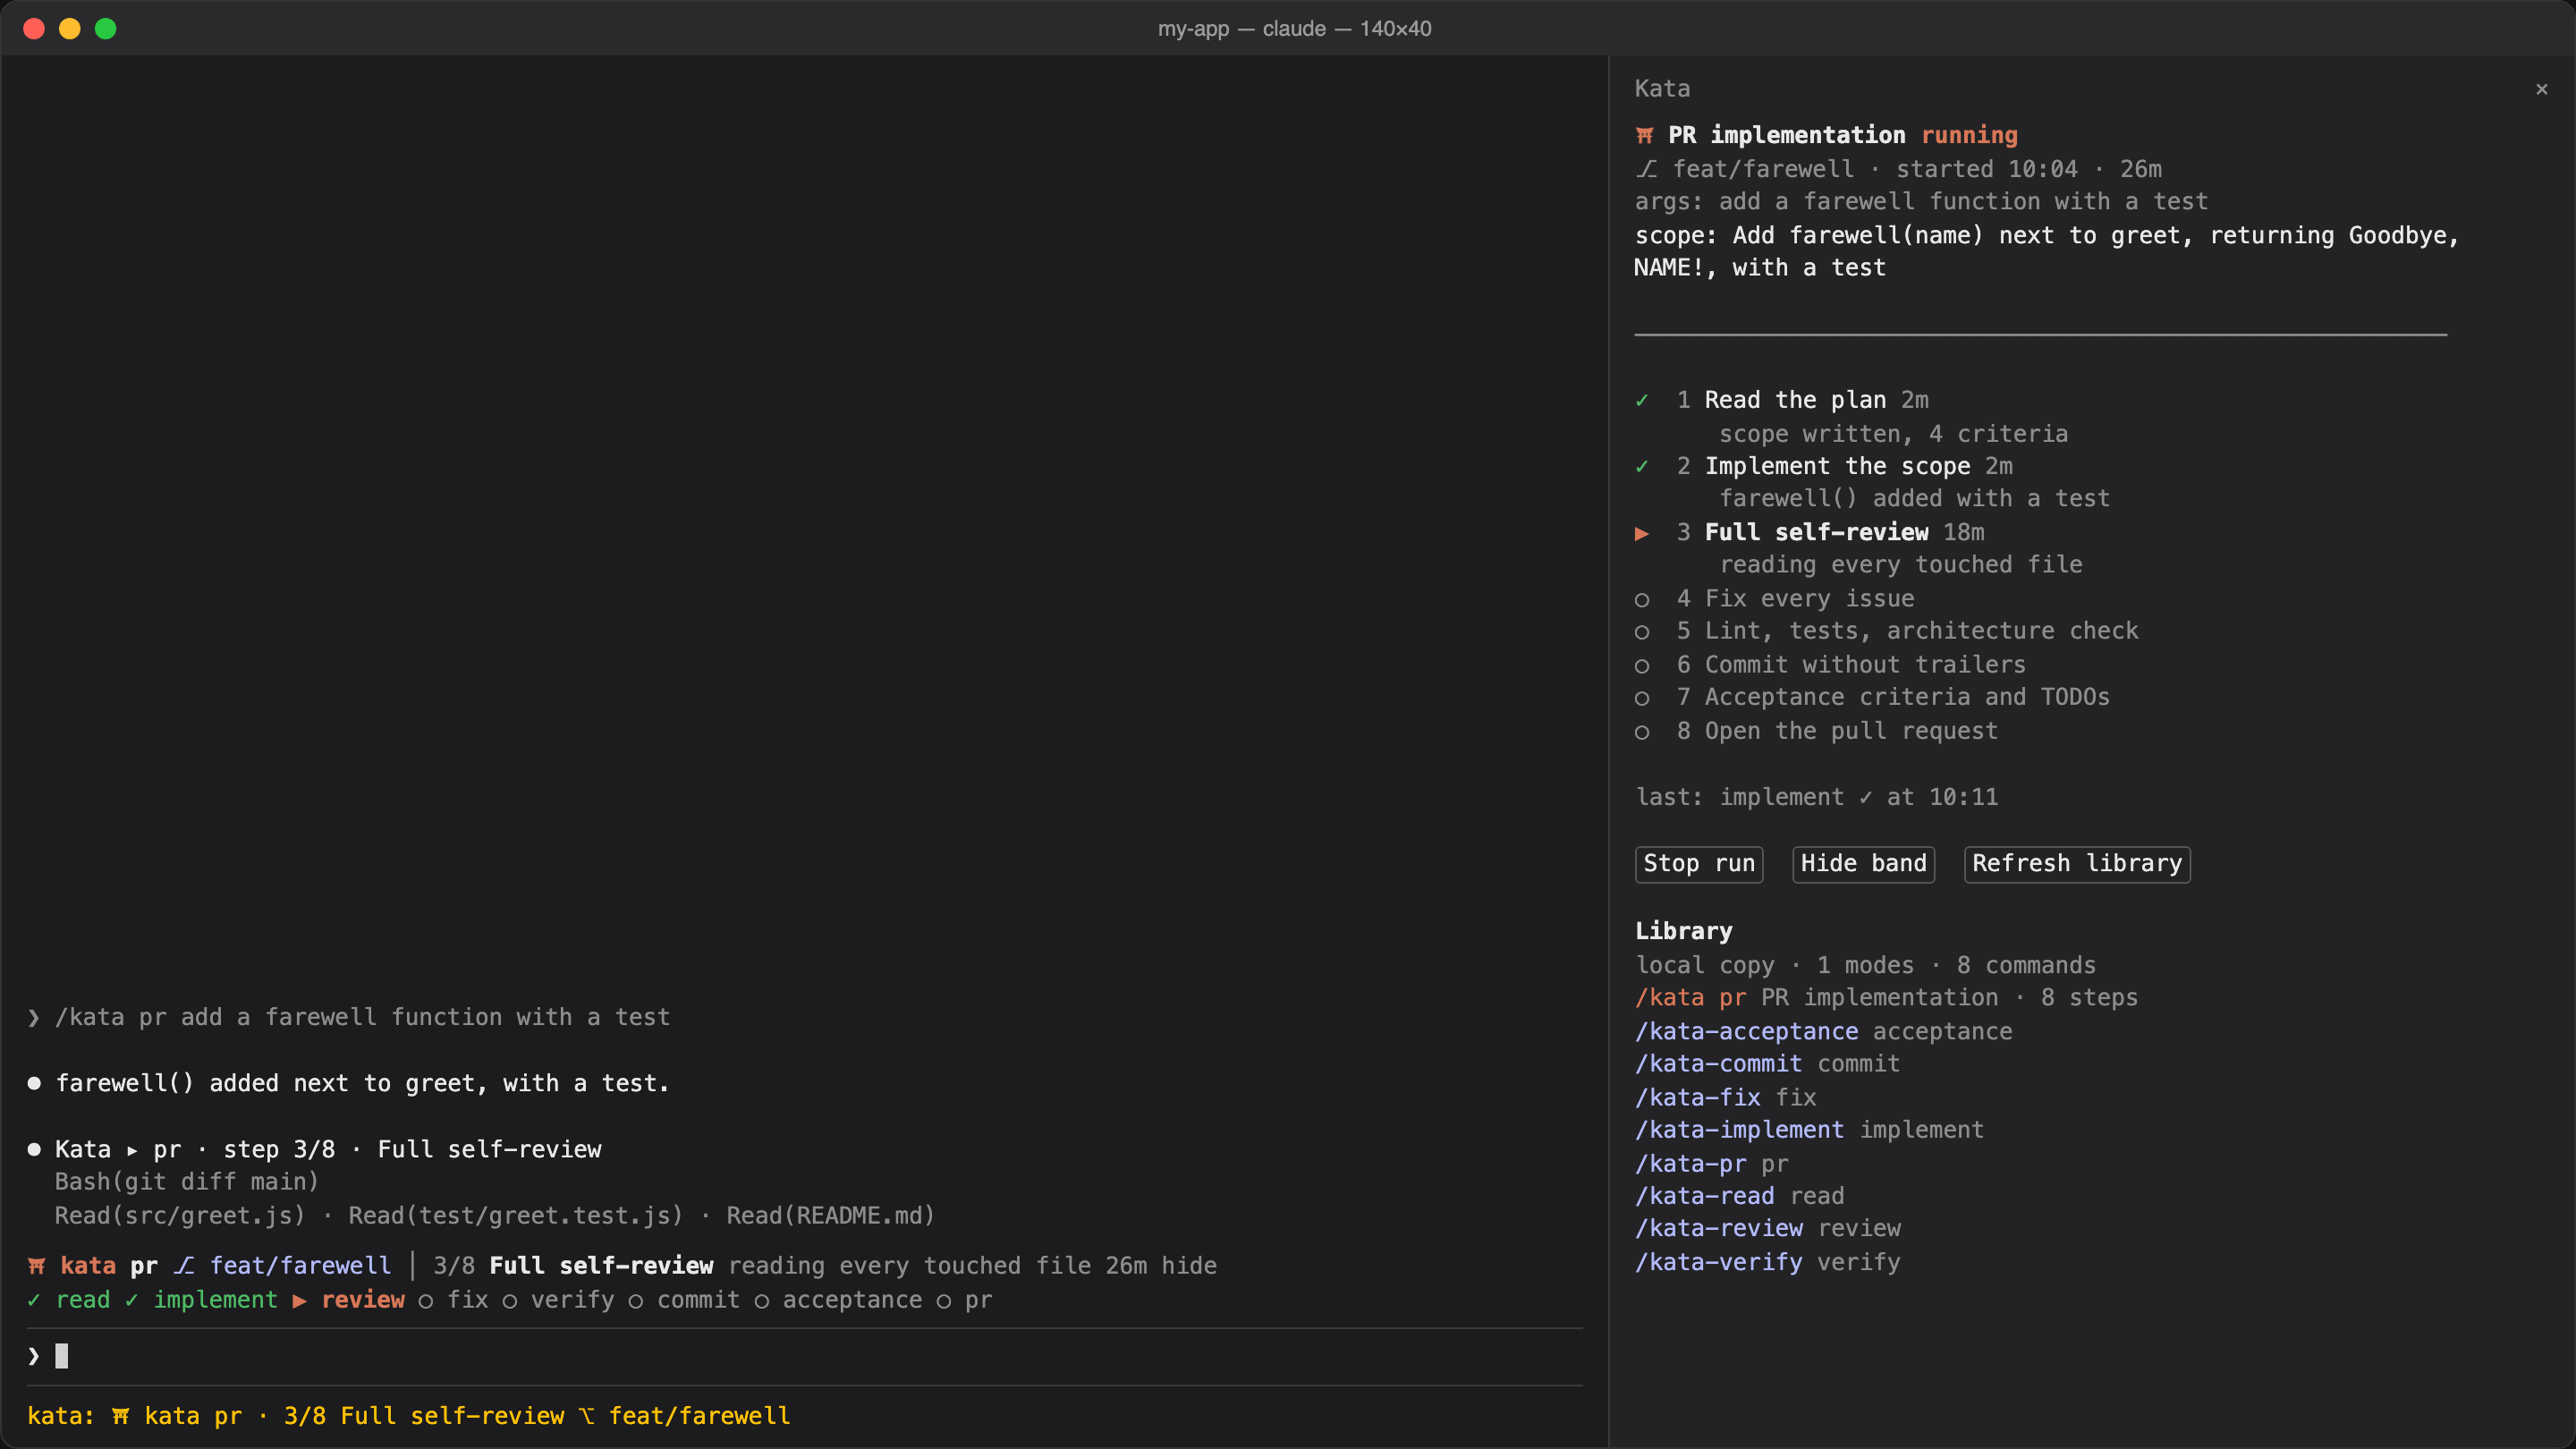 my-app — claude — 140×40
❯ /kata pr add a farewell function with a test
● farewell() added next to greet, with a test.
● Kata ▸ pr · step 3/8 · Full self-review
Bash(git diff main)
Read(src/greet.js) · Read(test/greet.test.js) · Read(README.md)
⛩ kata pr ⎇ feat/farewell │ 3/8 Full self-review reading every touched file 26m hide
✓ read ✓ implement ▶ review ○ fix ○ verify ○ commit ○ acceptance ○ pr
❯
kata: ⛩ kata pr · 3/8 Full self-review ⌥ feat/farewell
Kata ×
⛩ PR implementation running
⎇ feat/farewell · started 10:04 · 26m
args: add a farewell function with a test
scope: Add farewell(name) next to greet, returning Goodbye,
NAME!, with a test
✓ 1 Read the plan 2m
scope written, 4 criteria
✓ 2 Implement the scope 2m
farewell() added with a test
▶ 3 Full self-review 18m
reading every touched file
○ 4 Fix every issue
○ 5 Lint, tests, architecture check
○ 6 Commit without trailers
○ 7 Acceptance criteria and TODOs
○ 8 Open the pull request
last: implement ✓ at 10:11
Stop run Hide band Refresh library
Library
local copy · 1 modes · 8 commands
/kata pr PR implementation · 8 steps
/kata-acceptance acceptance
/kata-commit commit
/kata-fix fix
/kata-implement implement
/kata-pr pr
/kata-read read
/kata-review review
/kata-verify verify